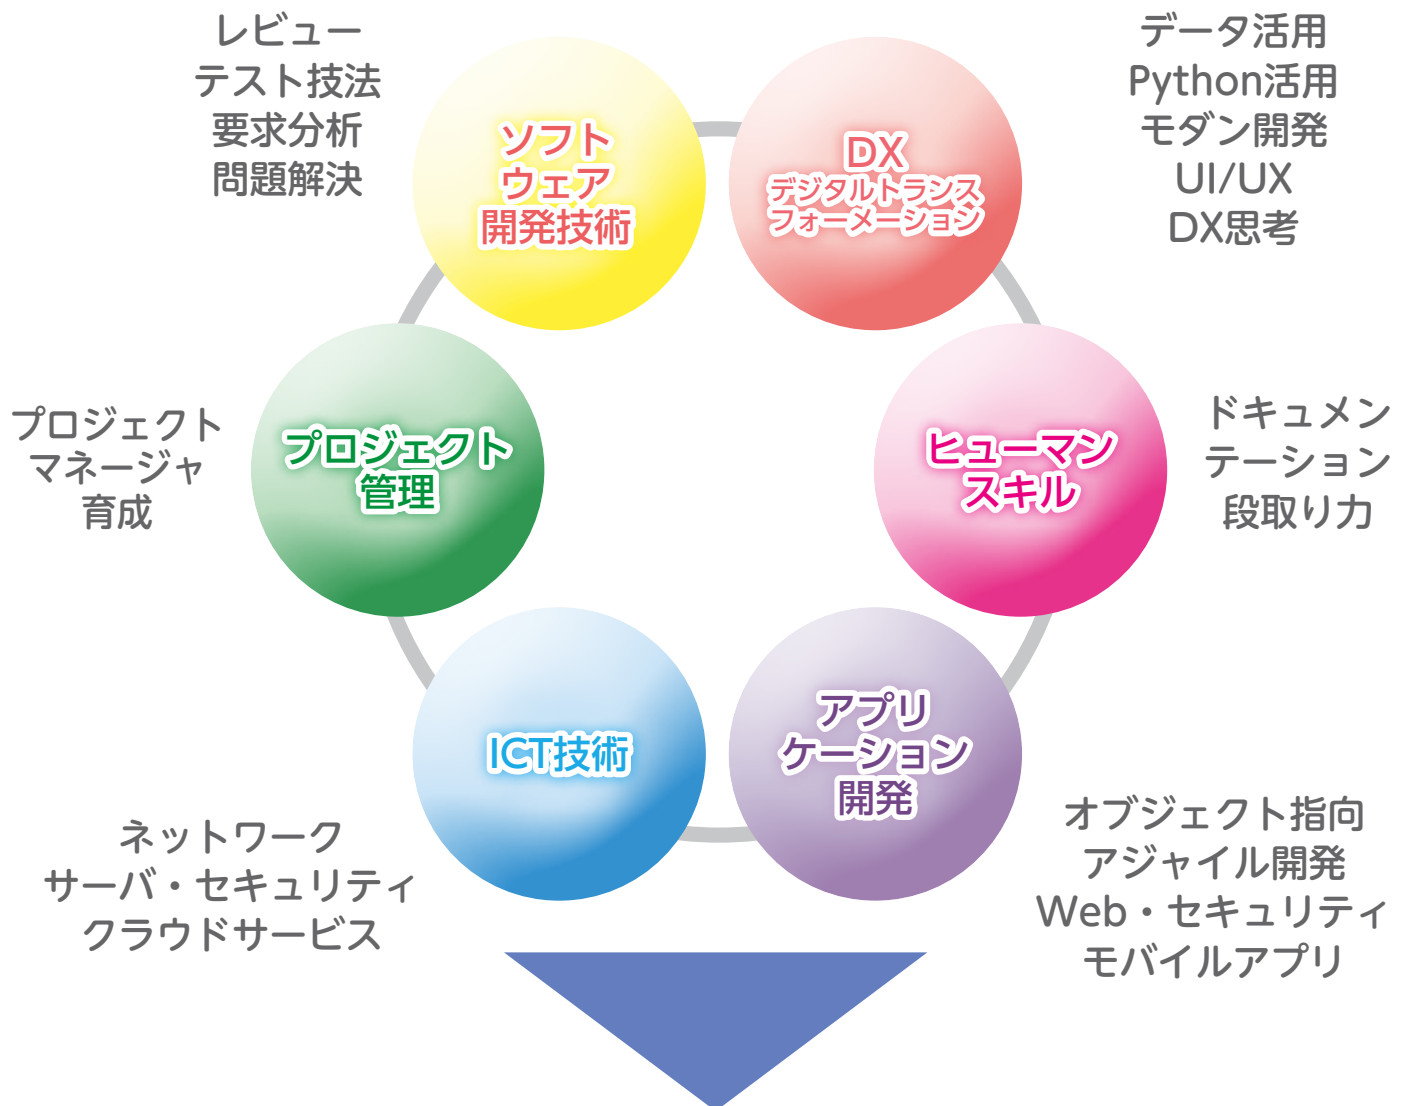 レビュー
テスト技法
要求分析
問題解決
ソフト
ウェア
開発技術
DX
デジタルトランス
フォーメーション
データ活用
Python活用
モダン開発
UI/UX
DX思考
プロジェクト
マネージャ
育成
プロジェクト
管理
ヒューマン
スキル
ドキュメン
テーション
段取り力
ICT技術
アプリ
ケーション
開発
ネットワーク
サーバ・セキュリティ
クラウドサービス
オブジェクト指向
アジャイル開発
Web・セキュリティ
モバイルアプリ